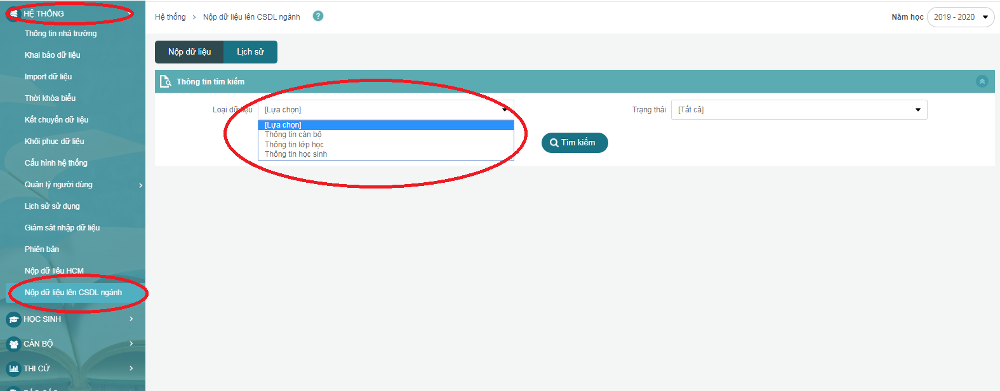 HỆ THỐNG
Thông tin nhà trường
Khai báo dữ liệu
Import dữ liệu
Thời khóa biểu
Kết chuyển dữ liệu
Khôi phục dữ liệu
Cấu hình hệ thống
Quản lý người dùng
Lịch sử sử dụng
Giám sát nhập dữ liệu
Phiên bản
Nộp dữ liệu HCM
Nộp dữ liệu lên CSDL ngành
HỌC SINH
CÁN BỘ
THI CỬ
Hệ thống > Nộp dữ liệu lên CSDL ngành ?
Năm học 2019 - 2020
Nộp dữ liệu Lịch sử
Thông tin tìm kiếm
Loại dữ liệu [Lựa chọn] Trạng thái [Tất cả]
[Lựa chọn]
Thông tin cán bộ
Thông tin lớp học
Thông tin học sinh
Tìm kiếm